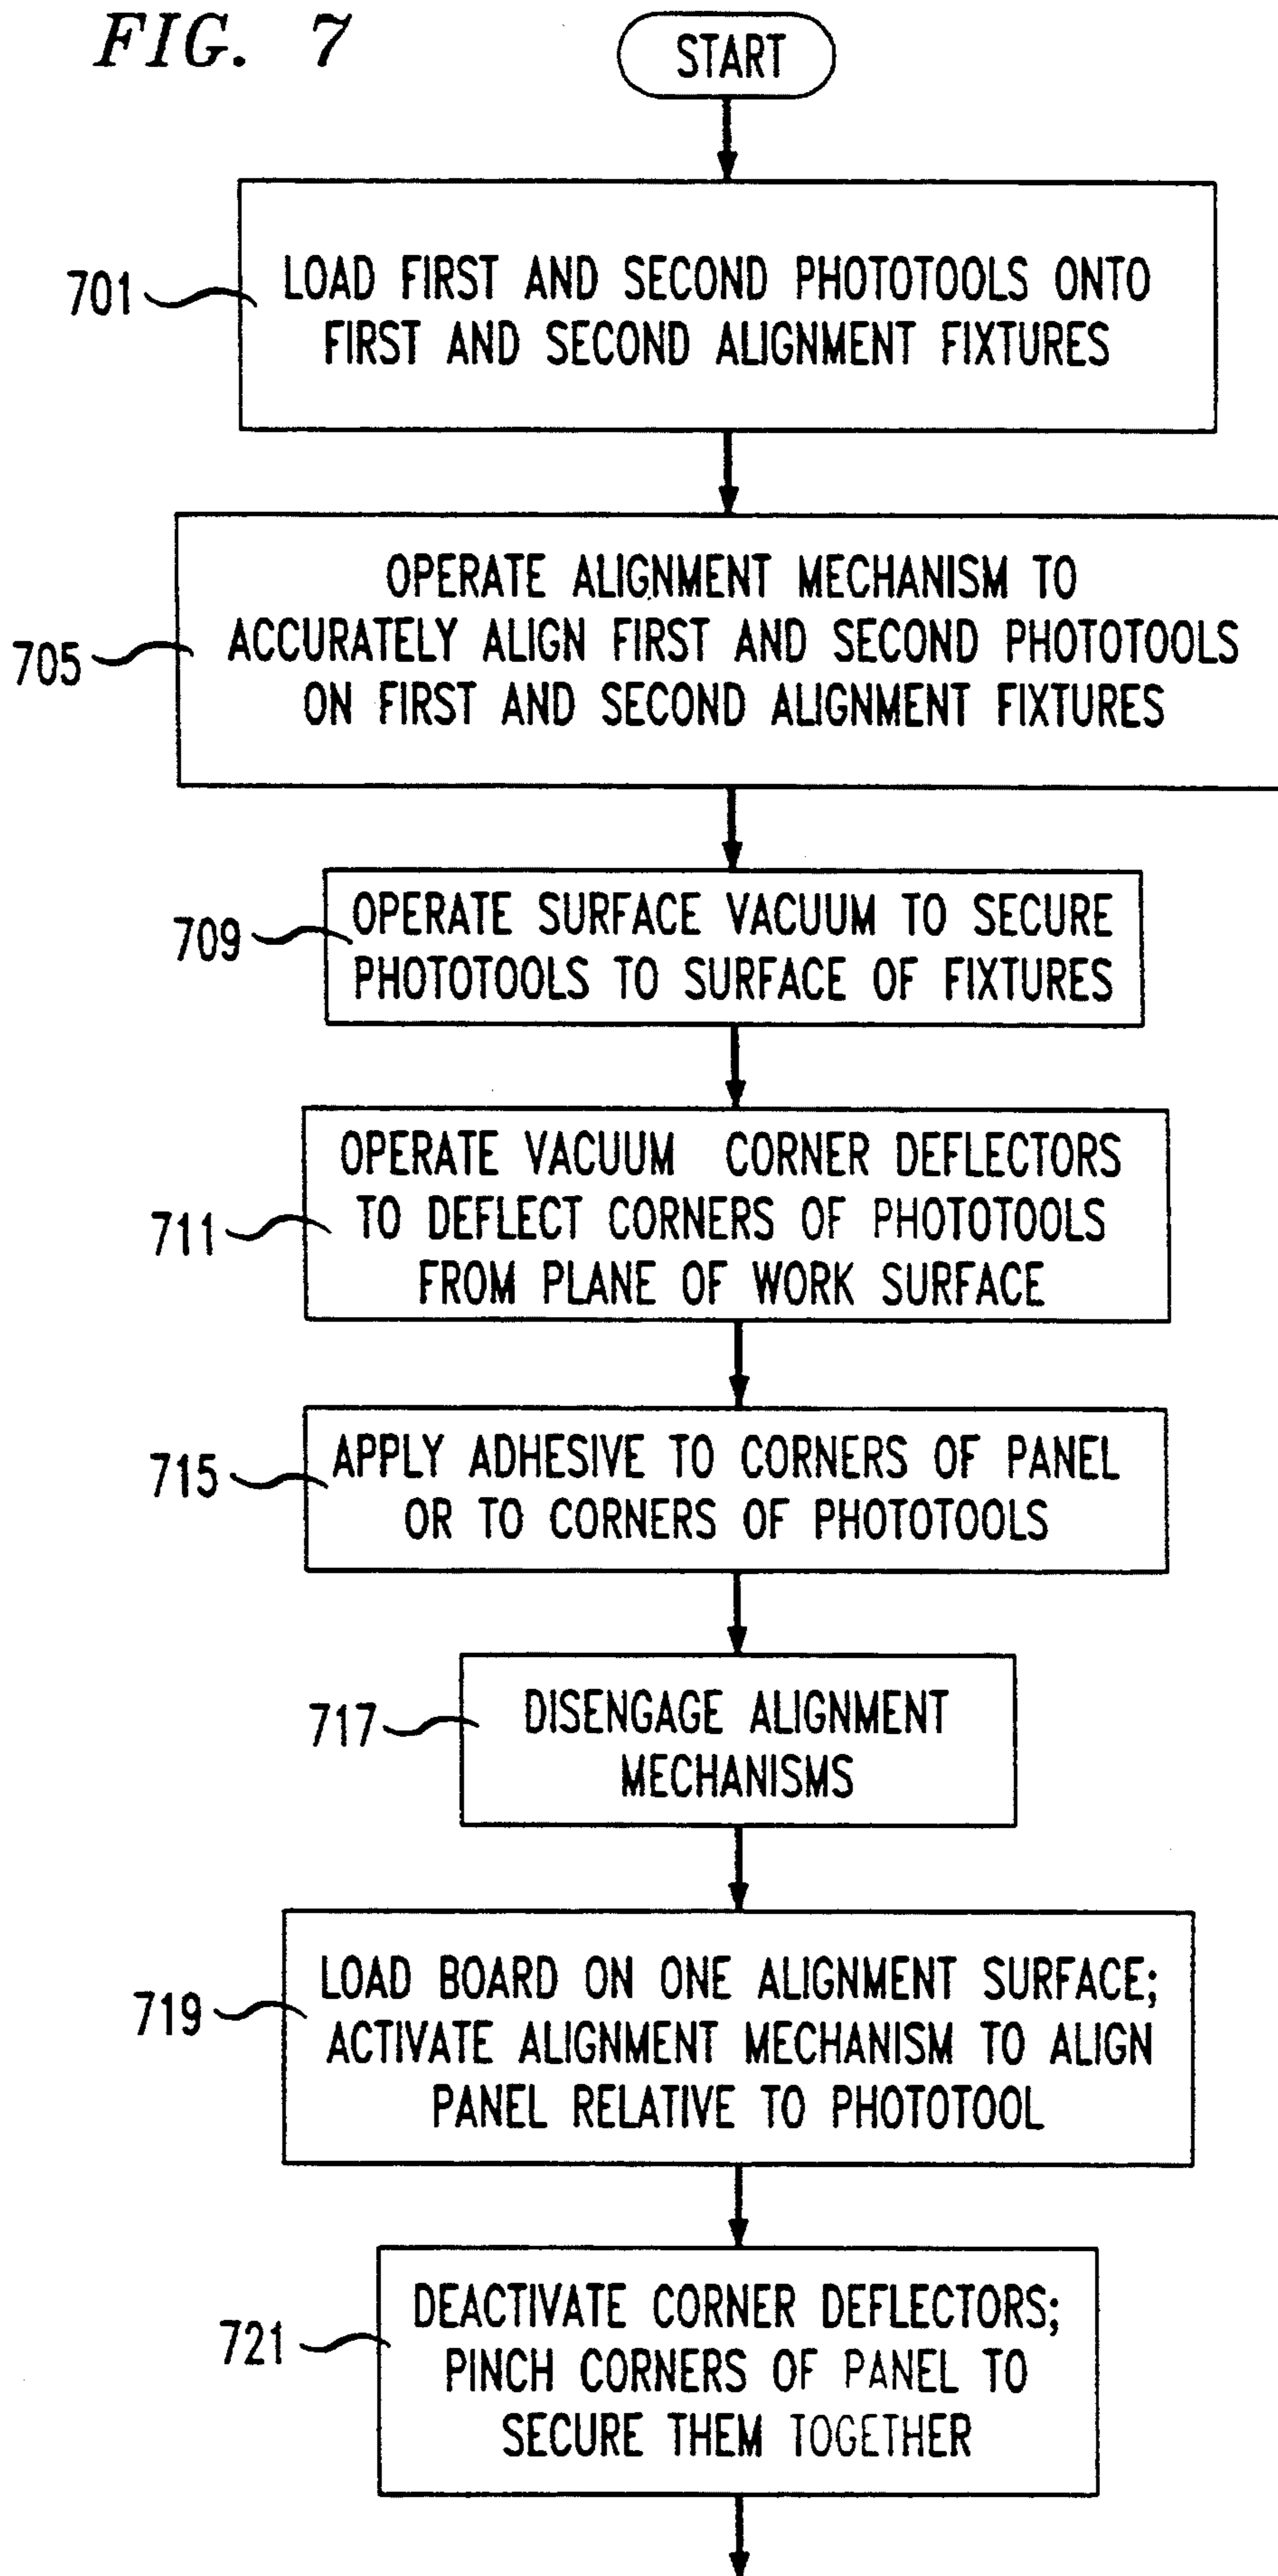 FIG. 7
START
701
LOAD FIRST AND SECOND PHOTOTOOLS ONTO
FIRST AND SECOND ALIGNMENT FIXTURES
705
OPERATE ALIGNMENT MECHANISM TO
ACCURATELY ALIGN FIRST AND SECOND PHOTOTOOLS
ON FIRST AND SECOND ALIGNMENT FIXTURES
709
OPERATE SURFACE VACUUM TO SECURE
PHOTOTOOLS TO SURFACE OF FIXTURES
711
OPERATE VACUUM CORNER DEFLECTORS
TO DEFLECT CORNERS OF PHOTOTOOLS
FROM PLANE OF WORK SURFACE
715
APPLY ADHESIVE TO CORNERS OF PANEL
OR TO CORNERS OF PHOTOTOOLS
717
DISENGAGE ALIGNMENT
MECHANISMS
719
LOAD BOARD ON ONE ALIGNMENT SURFACE;
ACTIVATE ALIGNMENT MECHANISM TO ALIGN
PANEL RELATIVE TO PHOTOTOOL
721
DEACTIVATE CORNER DEFLECTORS;
PINCH CORNERS OF PANEL TO
SECURE THEM TOGETHER